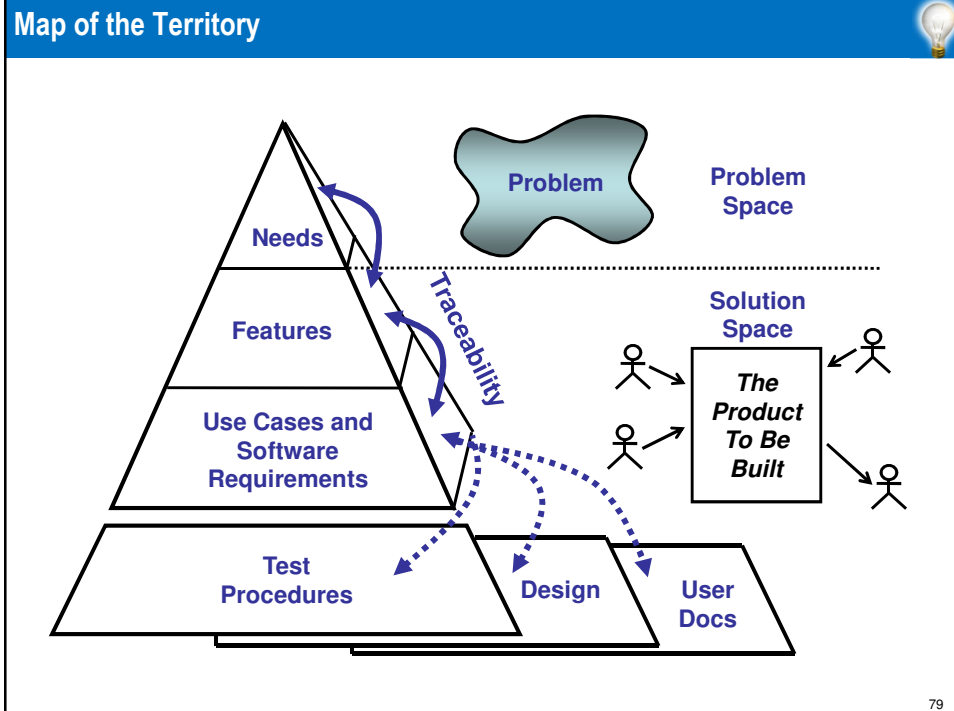 Map of the Territory
Problem
Problem
Space
Needs
Traceability
Solution
Space
Features
The
Product
To Be
Built
Use Cases and
Software
Requirements
Test
Procedures
Design
User
Docs
79